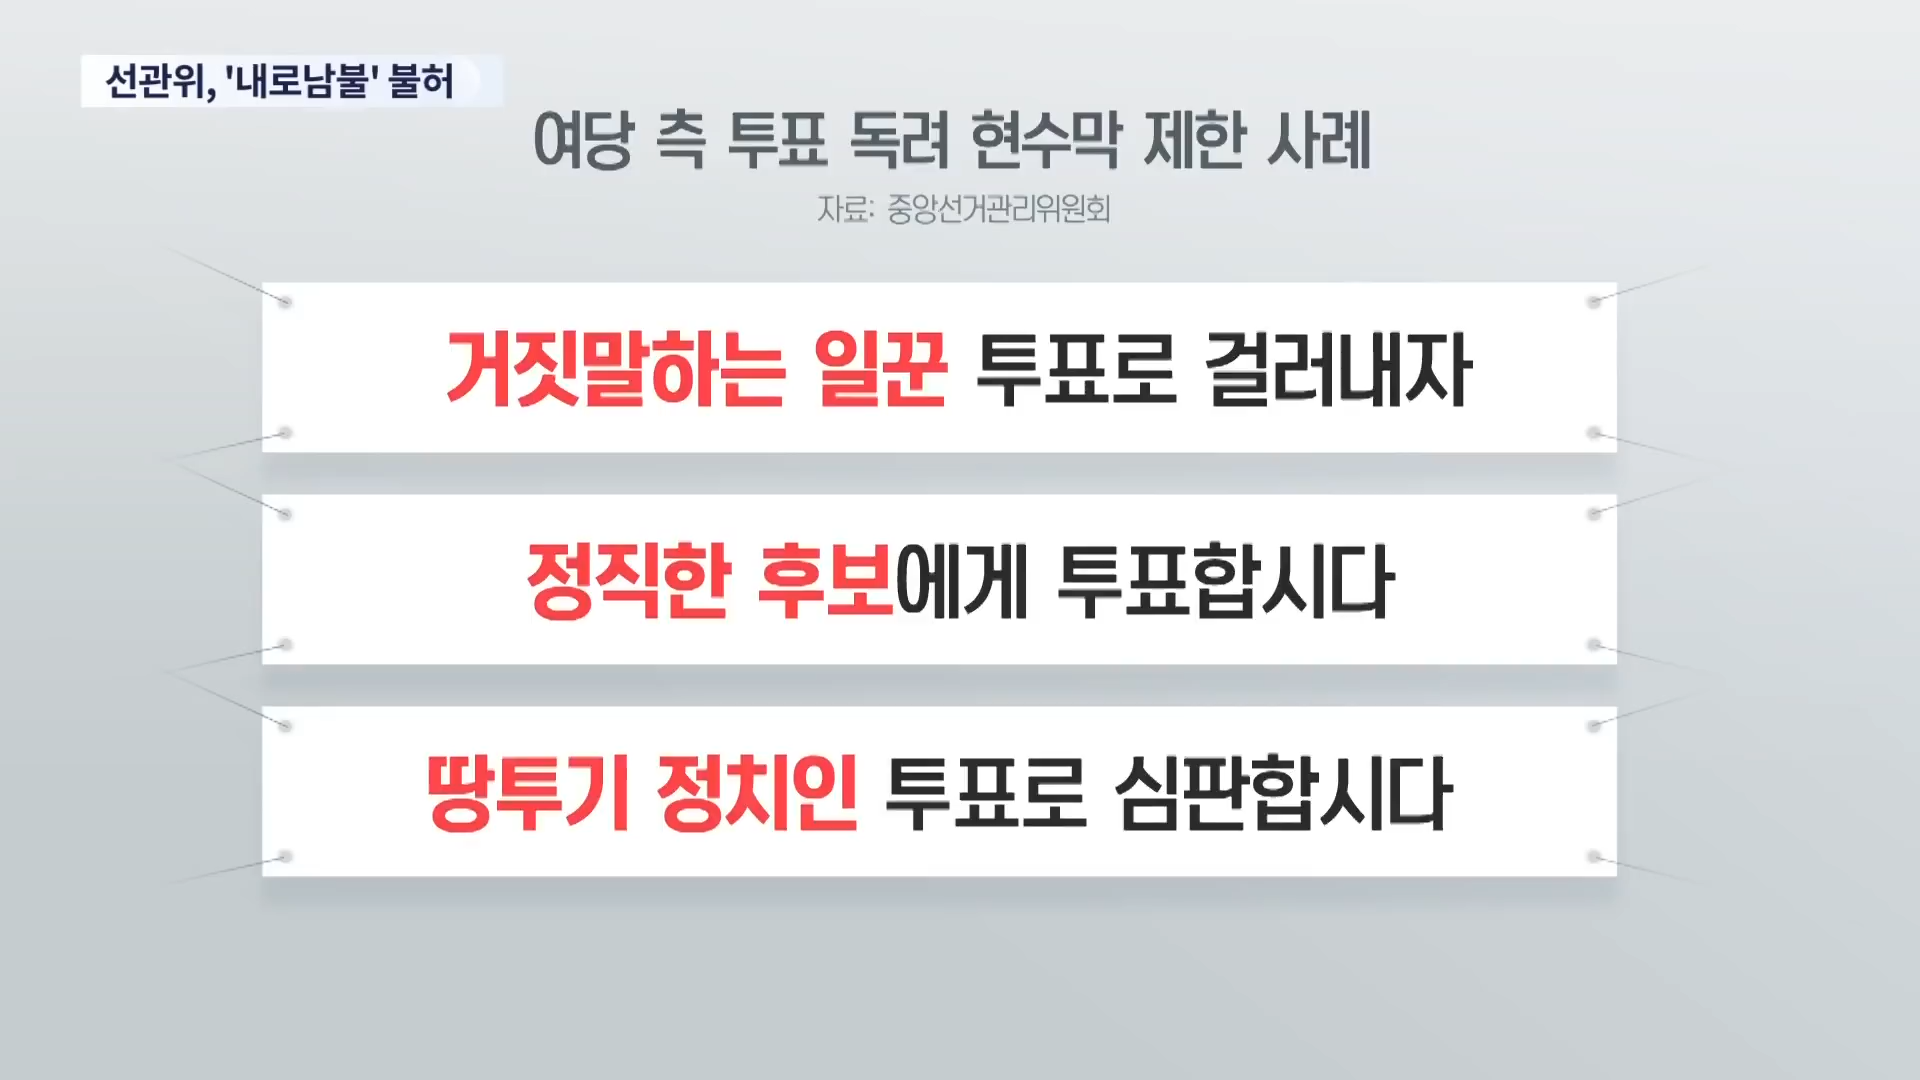 선관위, '내로남불' 불허
여당 측 투표 독려 현수막 제한 사례
자료: 중앙선거관리위원회
거짓말하는 일꾼 투표로 걸러내자
정직한 후보에게 투표합시다
땅투기 정치인 투표로 심판합시다